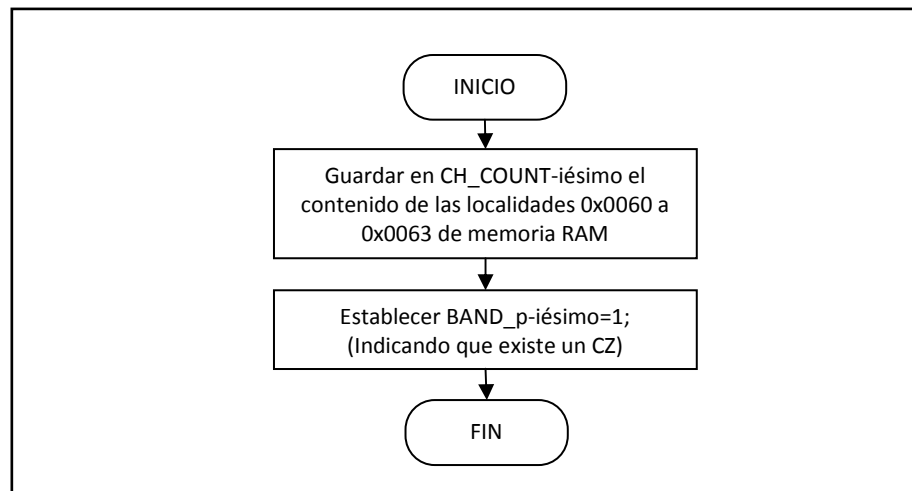 INICIO
Guardar en CH_COUNT-iésimo el
contenido de las localidades 0x0060 a
0x0063 de memoria RAM
Establecer BAND_p-iésimo=1;
(Indicando que existe un CZ)
FIN